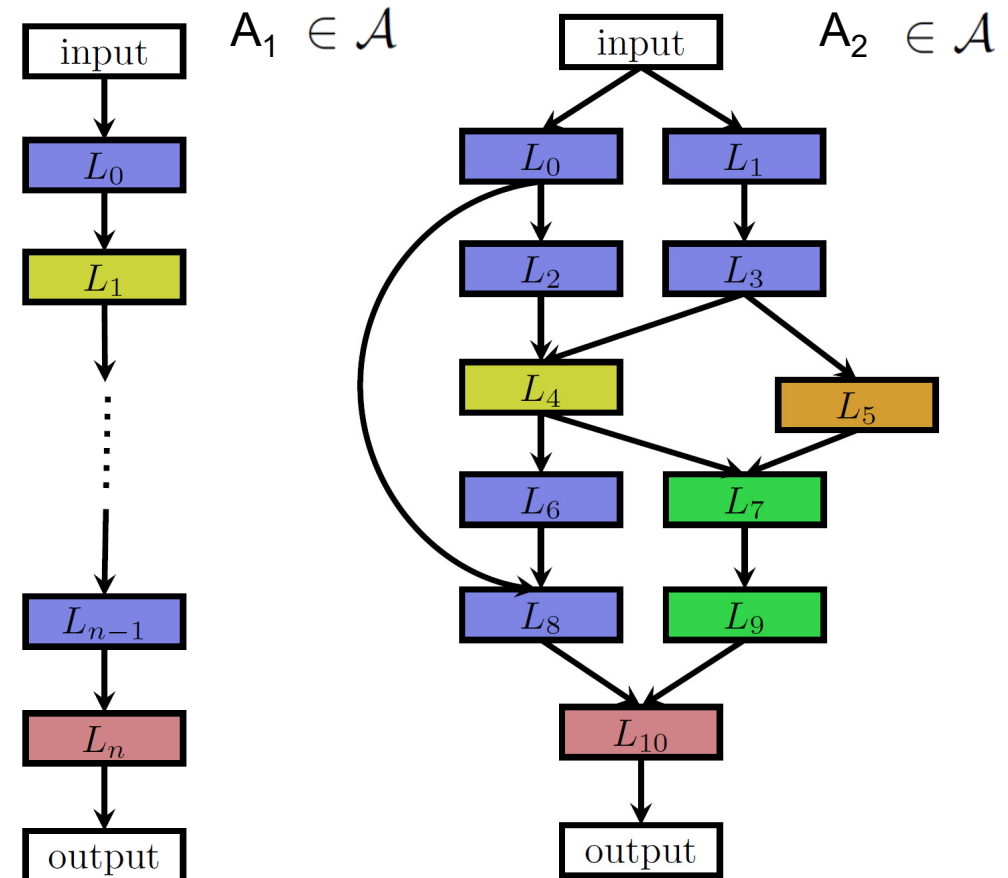 A₁ ∈ 𝒜
input
L₀
L₁
Lₙ₋₁
Lₙ
output
A₂ ∈ 𝒜
input
L₀ L₁
L₂ L₃
L₄ L₅
L₆ L₇
L₈ L₉
L₁₀
output